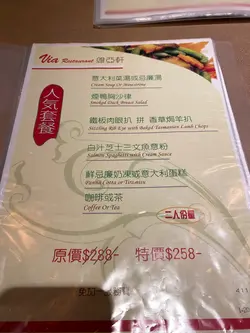 Via Restaurant 濃亞軒
人氣套餐
意大利菜湯或忌廉湯
Cream Soup Or Minestrone
煙鴨胸沙律
Smoked Duck Breast Salad
鐵板肉眼扒 拼 香草焗羊扒
Sizzling Rib-Eye with Baked Tasmanian Lamb Chops
白汁芝士三文魚意粉
Salmon Spaghetti with Cream Sauce
鮮忌廉奶凍或意大利蛋糕
Panna Cotta or Tiramisu
咖啡或茶
Coffee Or Tea
二人份量
原價$288- 特價$258-